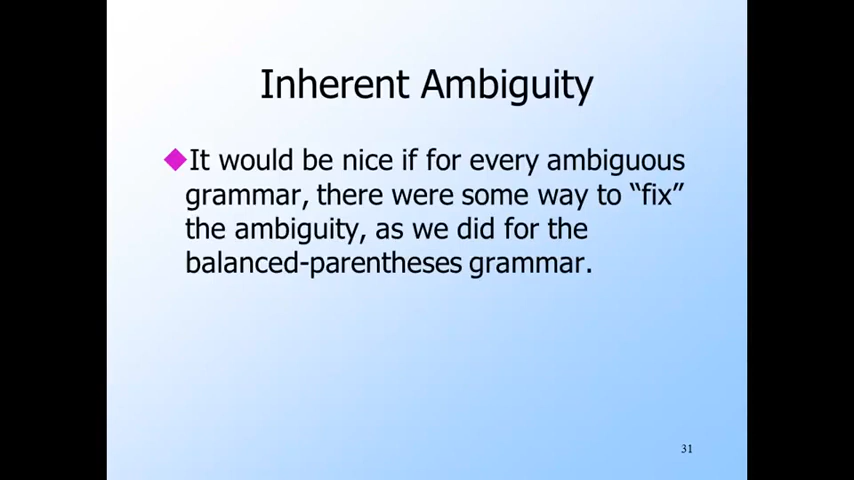 Inherent Ambiguity
It would be nice if for every ambiguous
grammar, there were some way to “fix”
the ambiguity, as we did for the
balanced-parentheses grammar.
31